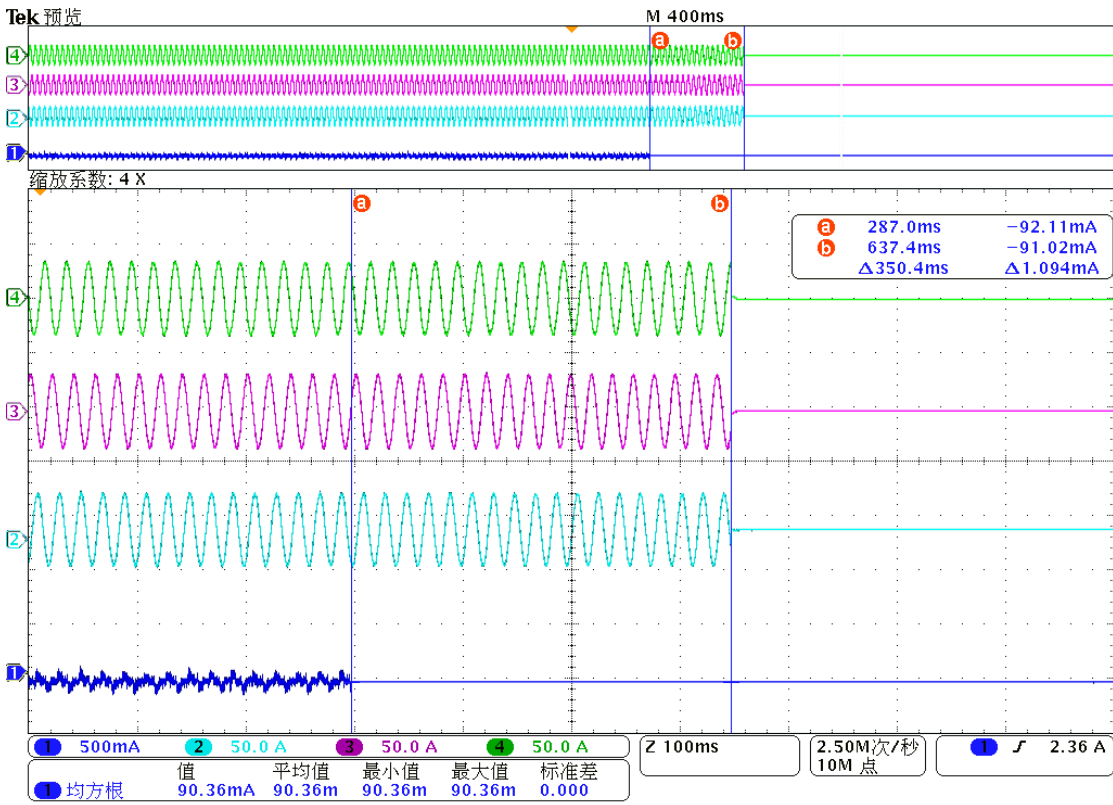 Tek 预览 M 400ms
a b
4
3
2
1
缩放系数: 4 X
a b
a 287.0ms −92.11mA
b 637.4ms −91.02mA
Δ350.4ms Δ1.094mA
4
3
2
1
1 500mA 2 50.0 A 3 50.0 A 4 50.0 A
Z 100ms
2.50M次/秒
10M 点
1 ʃ 2.36 A
值 平均值 最小值 最大值 标准差
1 均方根 90.36mA 90.36m 90.36m 90.36m 0.000